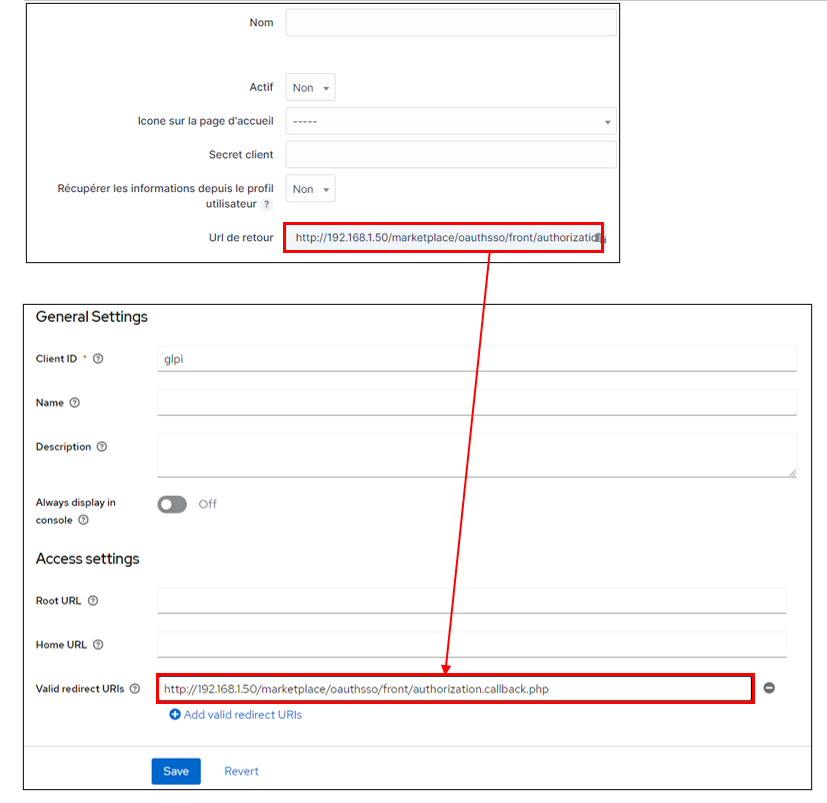 Nom
Actif Non
Icone sur la page d'accueil -----
Secret client
Récupérer les informations depuis le profil Non
utilisateur ?
Url de retour http://192.168.1.50/marketplace/oauthsso/front/authorizatio
General Settings
Client ID * glpi
Name
Description
Always display in Off
console
Access settings
Root URL
Home URL
Valid redirect URIs http://192.168.1.50/marketplace/oauthsso/front/authorization.callback.php
Add valid redirect URIs
Save Revert